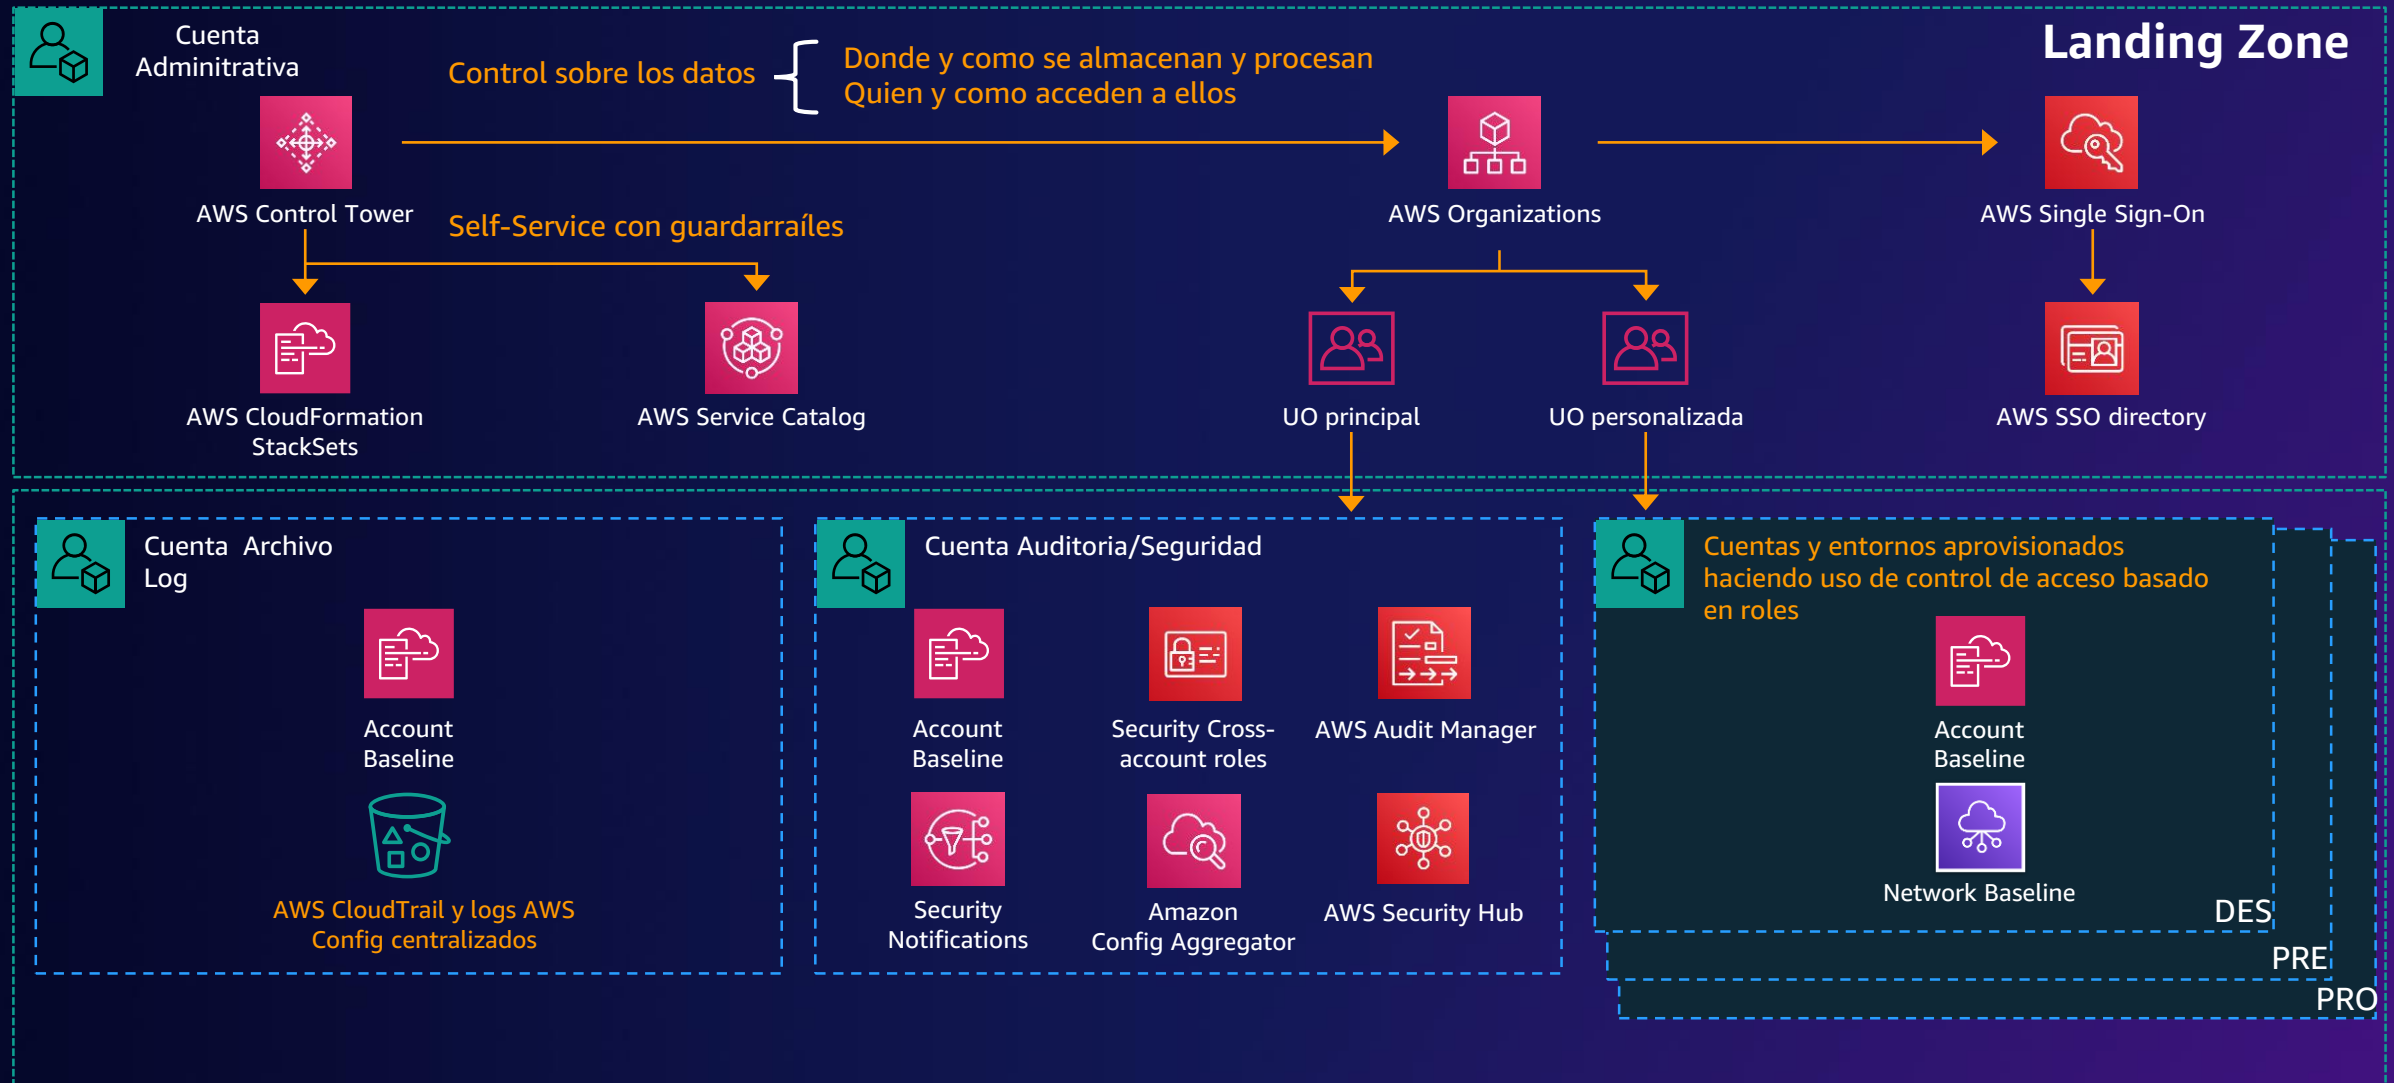 Cuenta
Adminitrativa
Control sobre los datos
Donde y como se almacenan y procesan
Quien y como acceden a ellos
Landing Zone
AWS Control Tower
AWS Organizations
AWS Single Sign-On
Self-Service con guardarraíles
AWS CloudFormation
StackSets
AWS Service Catalog
UO principal
UO personalizada
AWS SSO directory
Cuenta Archivo
Log
Account
Baseline
AWS CloudTrail y logs AWS
Config centralizados
Cuenta Auditoria/Seguridad
Account
Baseline
Security Cross-
account roles
AWS Audit Manager
Security
Notifications
Amazon
Config Aggregator
AWS Security Hub
Cuentas y entornos aprovisionados
haciendo uso de control de acceso basado
en roles
Account
Baseline
Network Baseline
DES
PRE
PRO